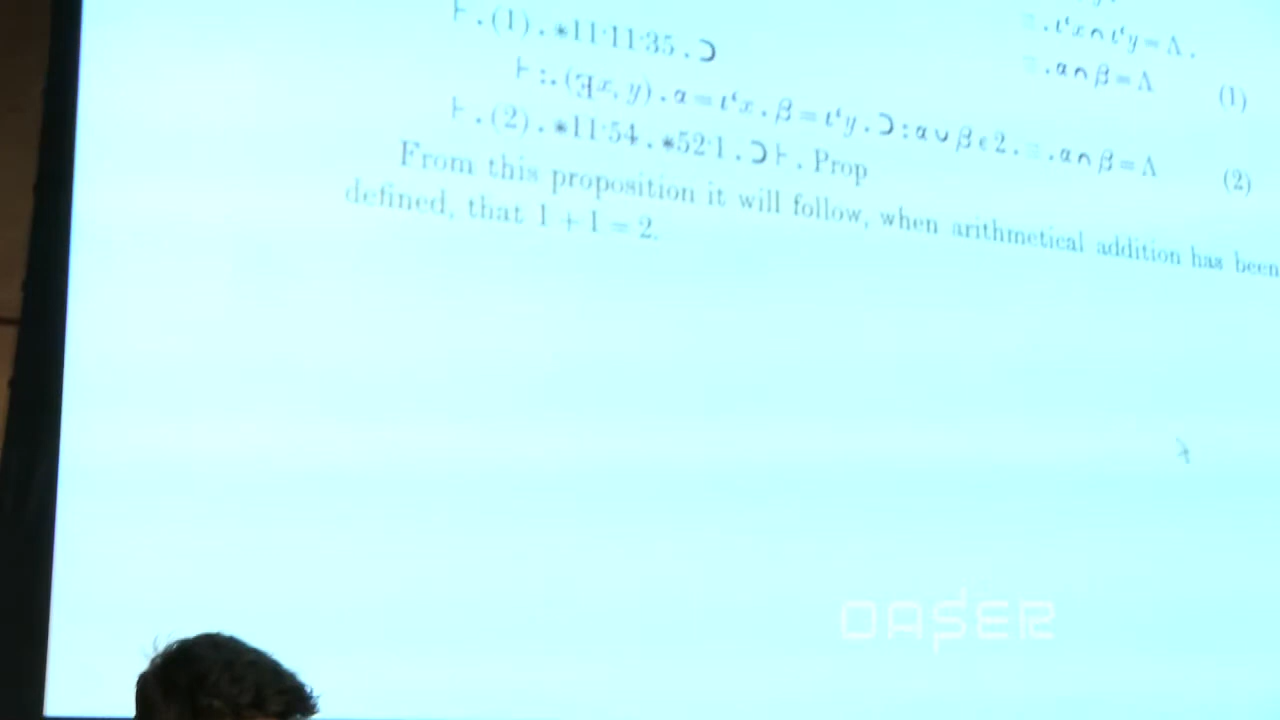 . ι‘x ∩ ι‘y = Λ .
⊢ . (1) . *11·11·35 . ⊃
≡ . α ∩ β = Λ (1)
⊢ :. (∃x, y) . α = ι‘x . β = ι‘y . ⊃ : α ∪ β ϵ 2 . ≡ . α ∩ β = Λ (2)
⊢ . (2) . *11·54 . *52·1 . ⊃ ⊢ . Prop
From this proposition it will follow, when arithmetical addition has been
defined, that 1 + 1 = 2.
DASER